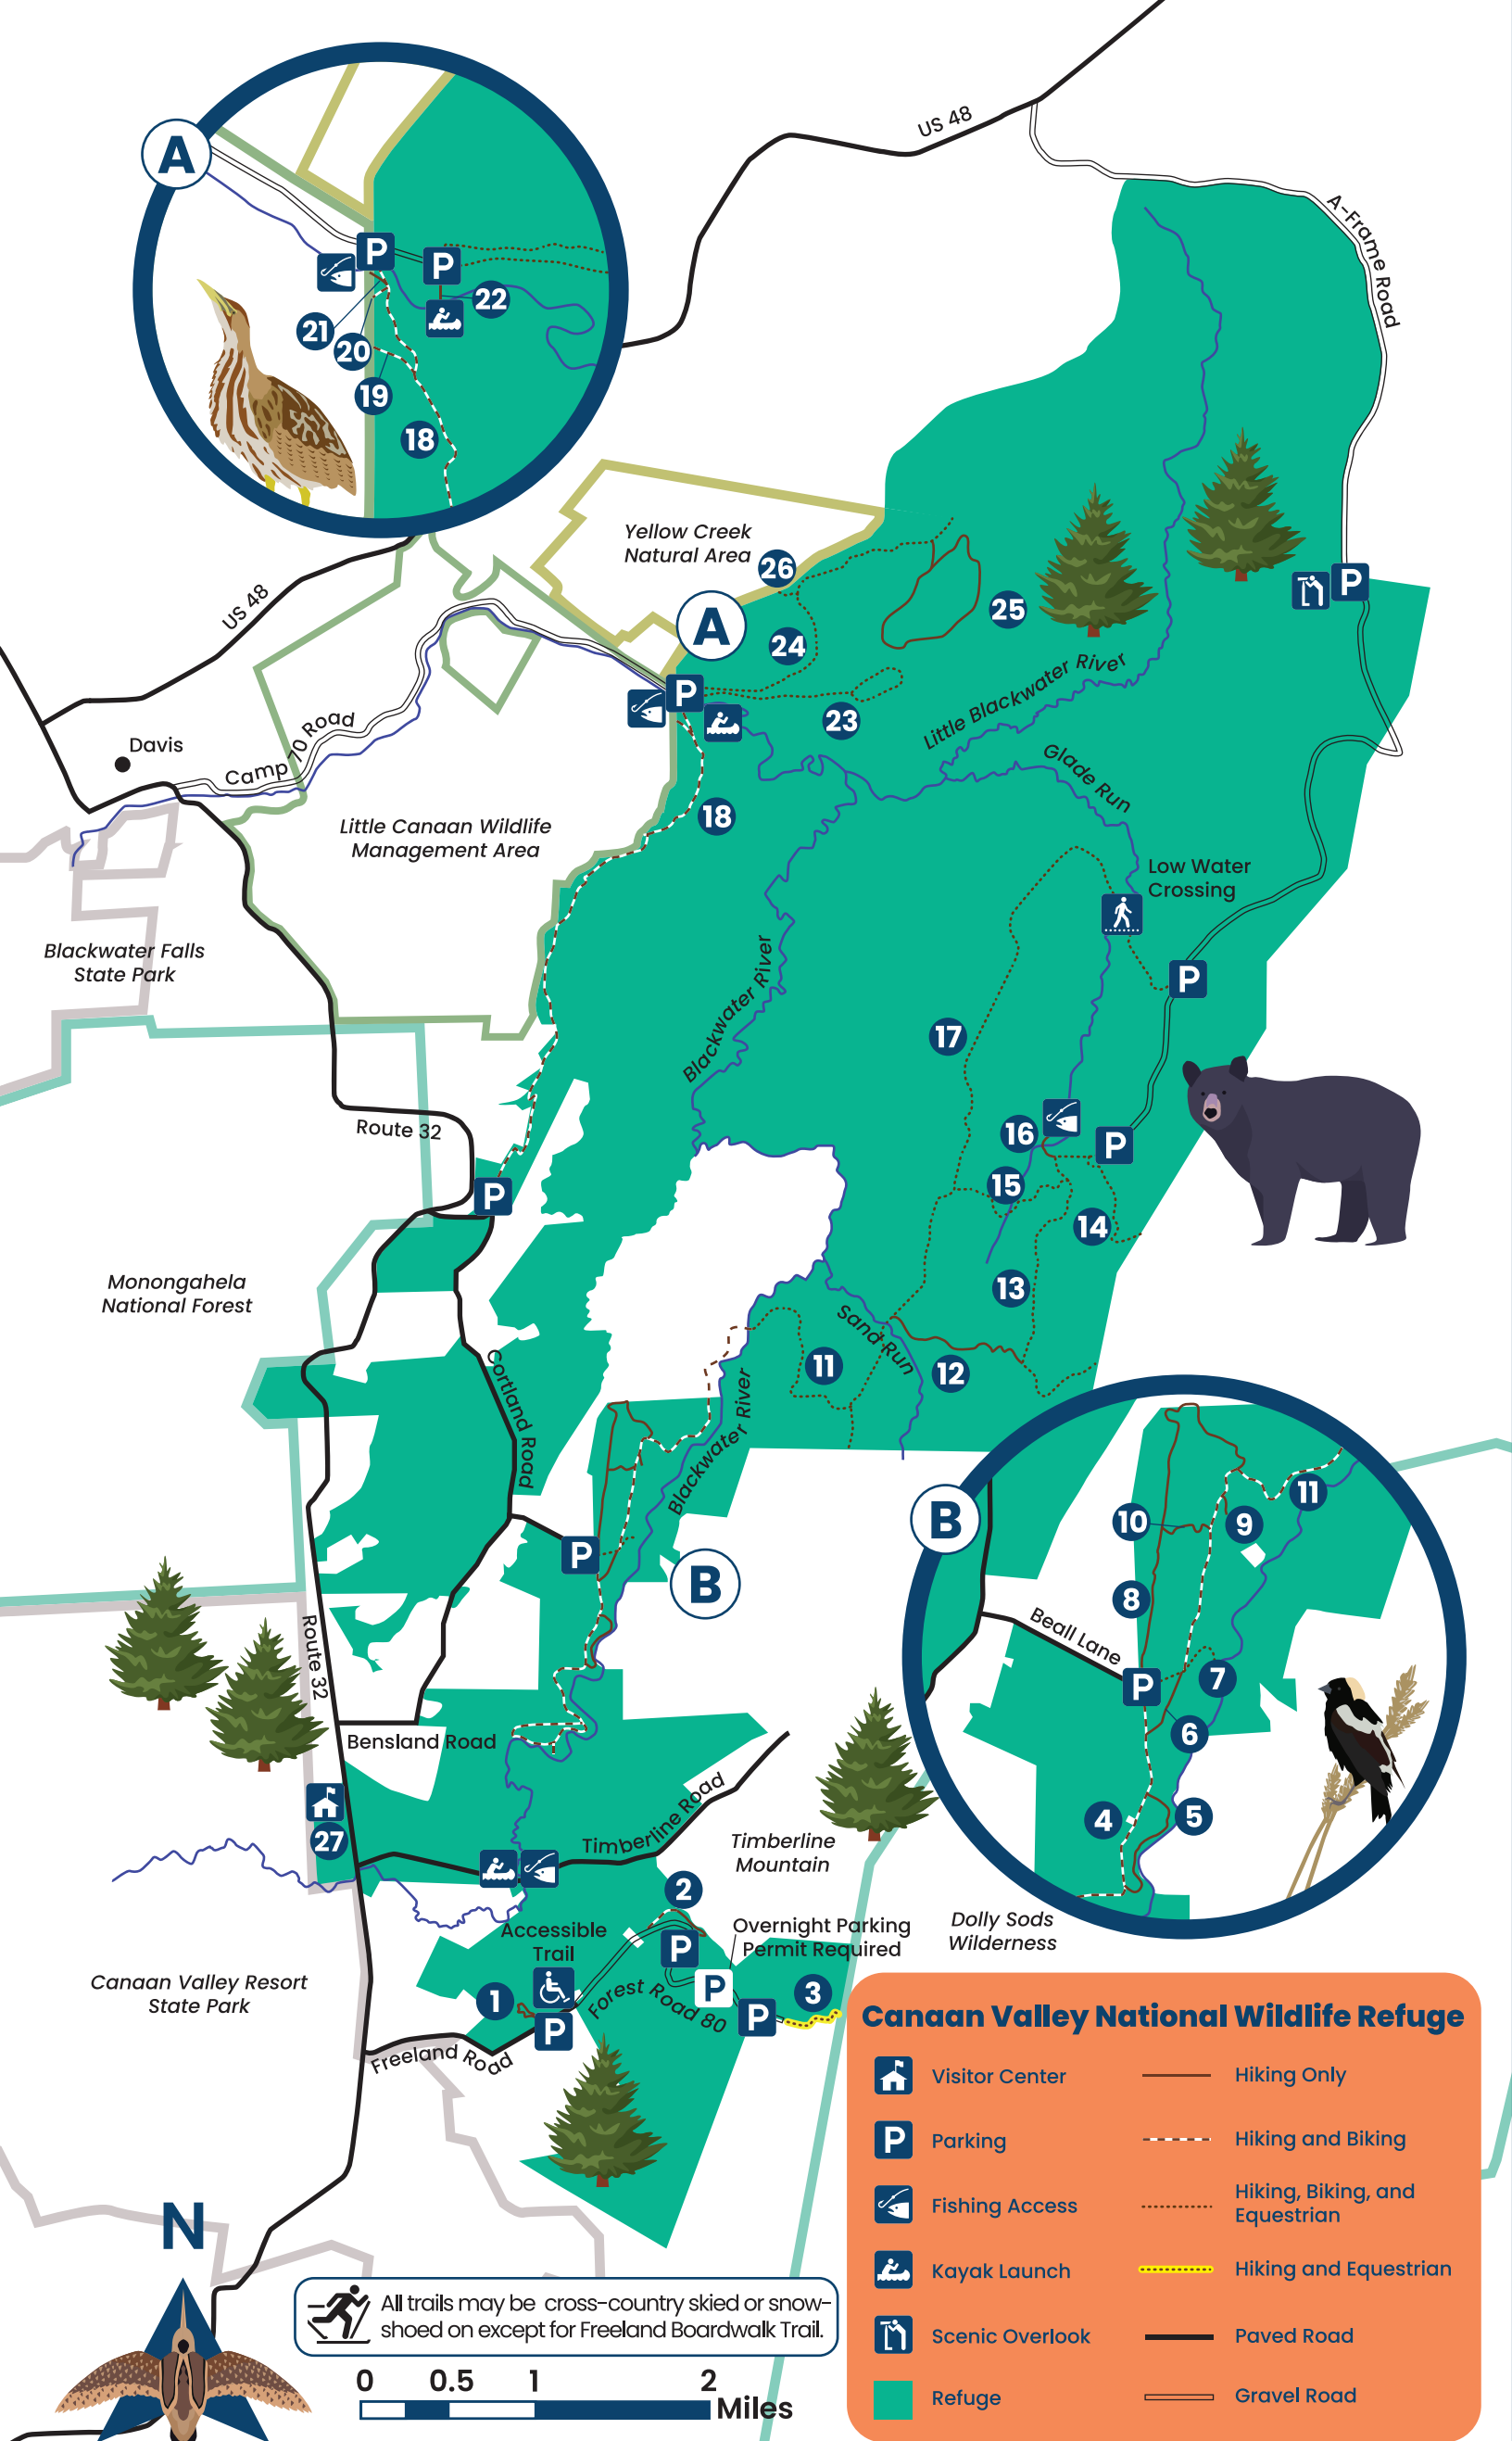 US 48
A-Frame Road
A
P
P
22
21
20
19
18
Yellow Creek
Natural Area
26
A
25
24
P
23
P
US 48
Little Blackwater River
Glade Run
Davis
Camp 70 Road
18
Little Canaan Wildlife
Management Area
Low Water
Crossing
Blackwater Falls
State Park
Blackwater River
P
17
Route 32
16
P
15
P
14
Monongahela
National Forest
13
Sand Run
11
12
Cortland Road
Blackwater River
B
11
10
9
P
B
8
Beall Lane
P
7
6
Route 32
Bensland Road
4
5
27
Timberline Road
Timberline
Mountain
2
Accessible
Trail
Overnight Parking
Permit Required
Dolly Sods
Wilderness
P
P
Canaan Valley Resort
State Park
1
Forest Road 80
3
P
P
Freeland Road
Canaan Valley National Wildlife Refuge
Visitor Center
Hiking Only
P
Parking
Hiking and Biking
Fishing Access
Hiking, Biking, and
Equestrian
Kayak Launch
Hiking and Equestrian
Scenic Overlook
Paved Road
Refuge
Gravel Road
N
All trails may be cross-country skied or snow-
shoed on except for Freeland Boardwalk Trail.
0 0.5 1 2
Miles